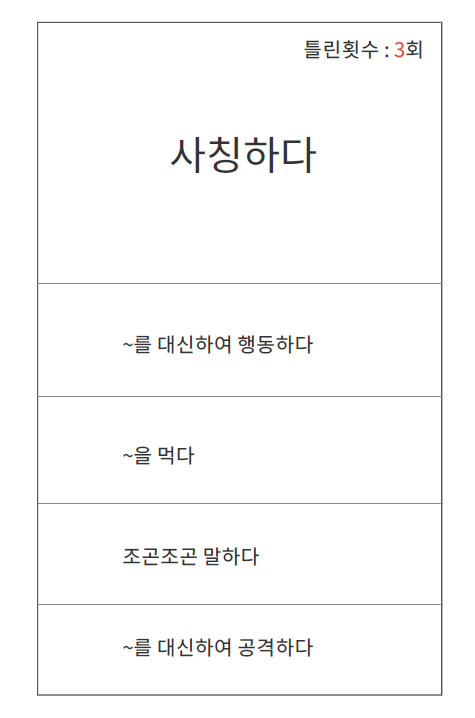 틀린횟수 : 3회
사칭하다
~를 대신하여 행동하다
~을 먹다
조곤조곤 말하다
~를 대신하여 공격하다